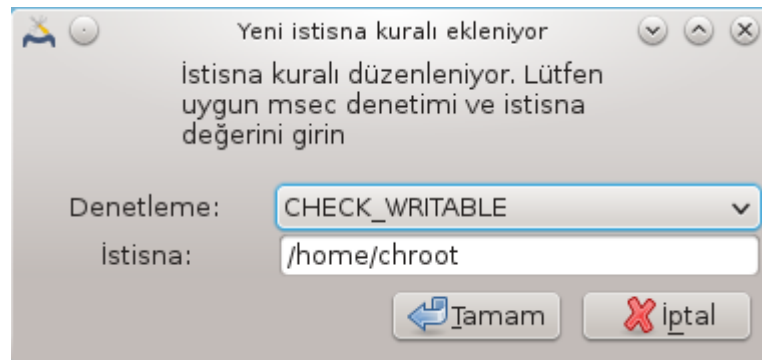 Yeni istisna kuralı ekleniyor
İstisna kuralı düzenleniyor. Lütfen
uygun msec denetimi ve istisna
değerini girin
Denetleme: CHECK_WRITABLE
İstisna: /home/chroot
Tamam İptal